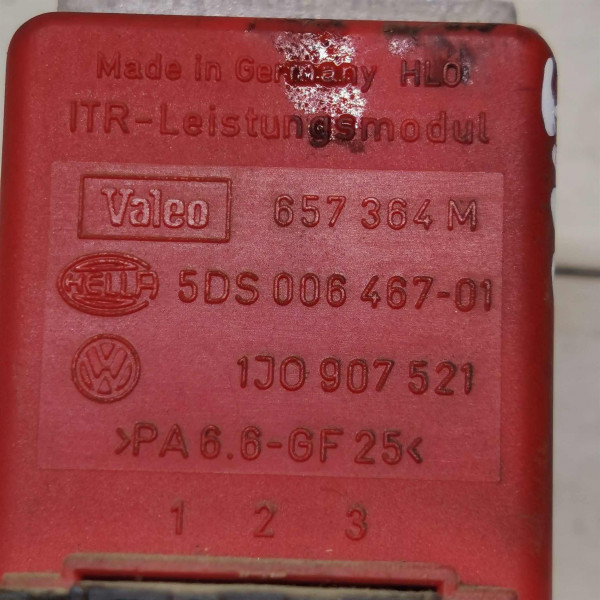 Made in Germany HLO
ITR-Leistungsmodul
Valeo 657 364 M
HELLA 5DS 006 467-01
VW 1J0 907 521
>PA 6.6-GF 25<
1 2 3